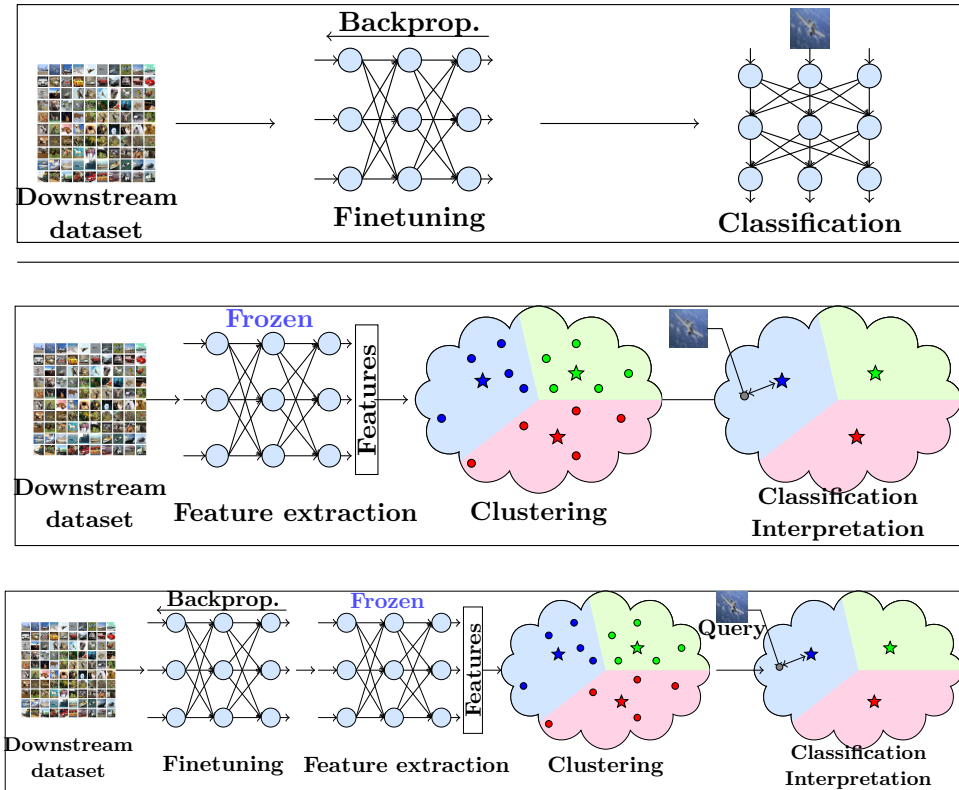 Backprop.
Downstream
dataset
Finetuning
Classification
Frozen
Features
Downstream
dataset
Feature extraction
Clustering
Classification
Interpretation
Backprop.
Frozen
Features
Query
Downstream
dataset
Finetuning
Feature extraction
Clustering
Classification
Interpretation